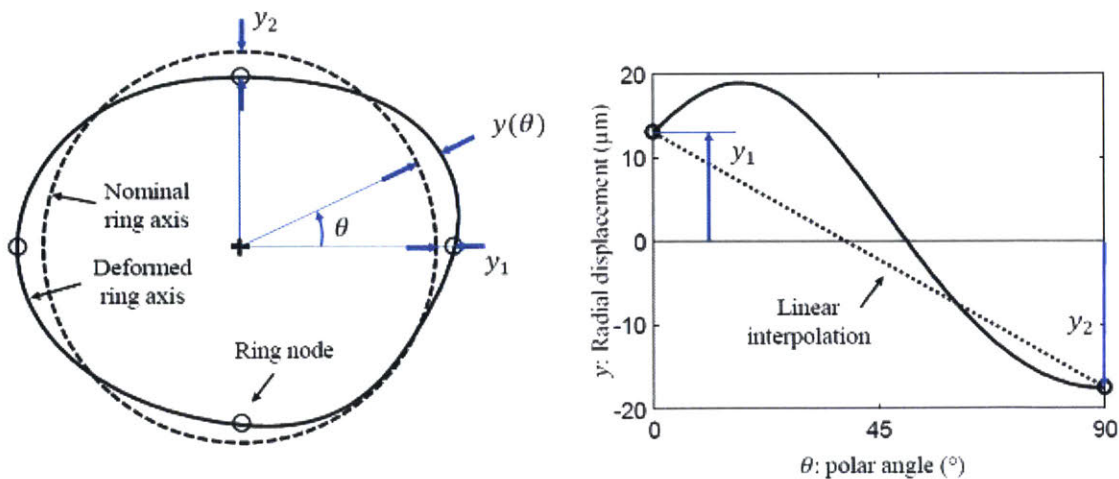 y₂
y(θ)
Nominal
ring axis
θ
y₁
Deformed
ring axis
Ring node
y: Radial displacement (μm)
20
10
0
-10
-20
y₁
Linear
interpolation
y₂
0
45
90
θ: polar angle (°)